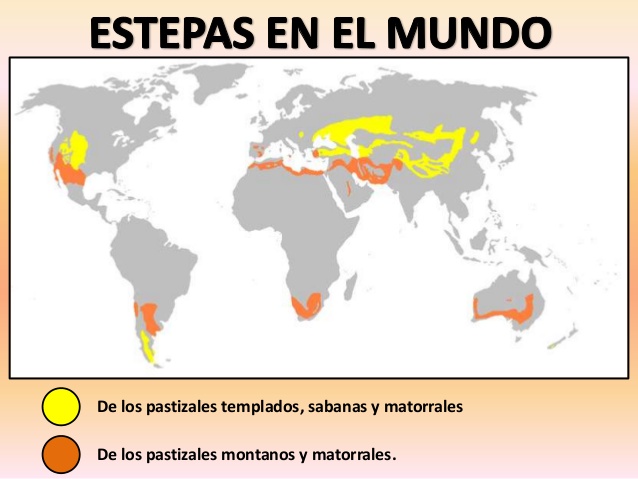 ESTEPAS EN EL MUNDO
De los pastizales templados, sabanas y matorrales
De los pastizales montanos y matorrales.